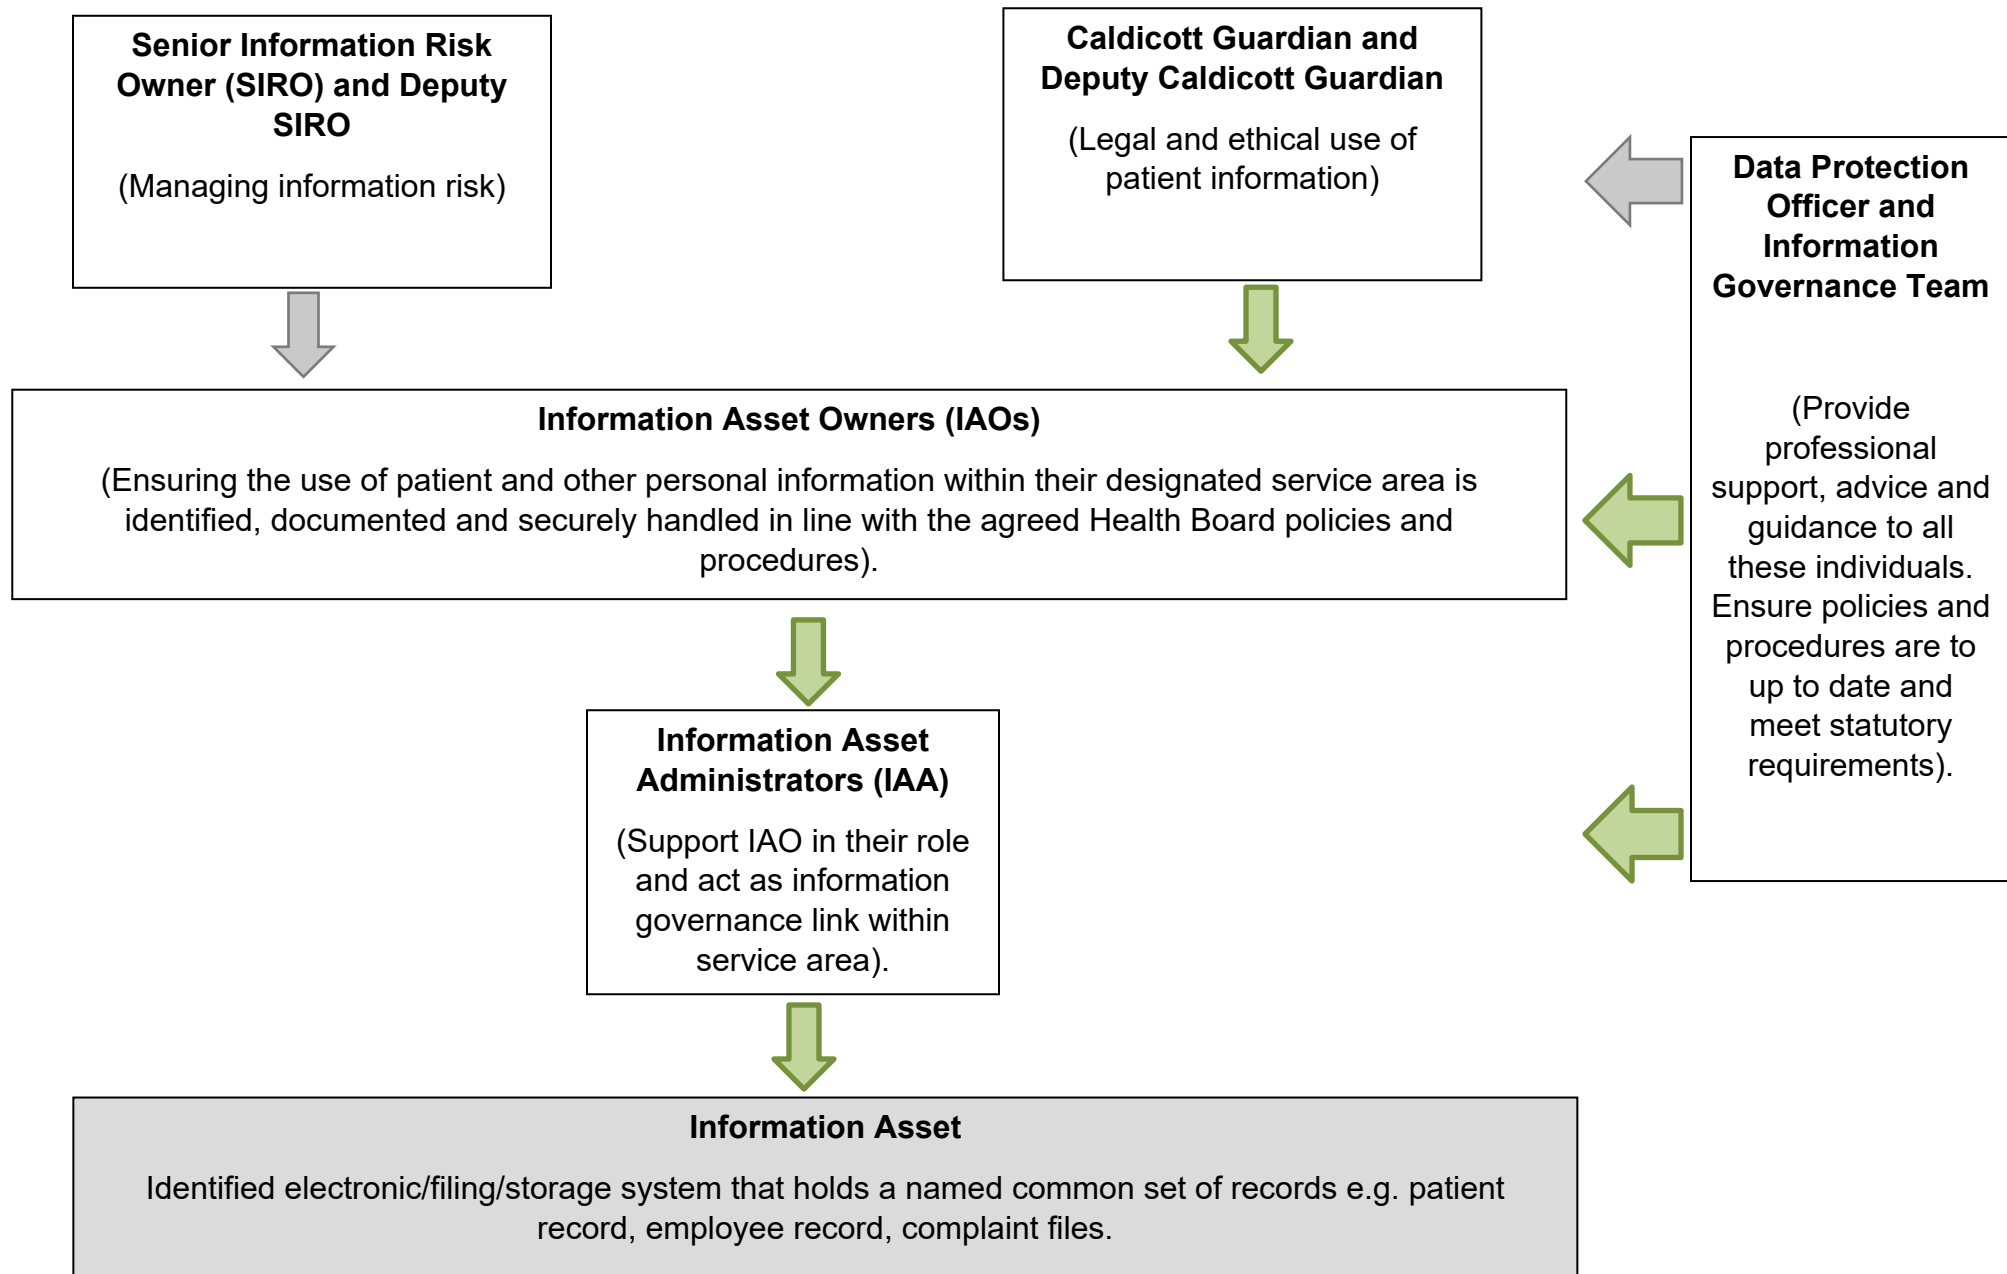 Senior Information Risk
Owner (SIRO) and Deputy
SIRO
(Managing information risk)
Caldicott Guardian and
Deputy Caldicott Guardian
(Legal and ethical use of
patient information)
Data Protection
Officer and
Information
Governance Team
(Provide
professional
support, advice and
guidance to all
these individuals.
Ensure policies and
procedures are to
up to date and
meet statutory
requirements).
Information Asset Owners (IAOs)
(Ensuring the use of patient and other personal information within their designated service area is
identified, documented and securely handled in line with the agreed Health Board policies and
procedures).
Information Asset
Administrators (IAA)
(Support IAO in their role
and act as information
governance link within
service area).
Information Asset
Identified electronic/filing/storage system that holds a named common set of records e.g. patient
record, employee record, complaint files.